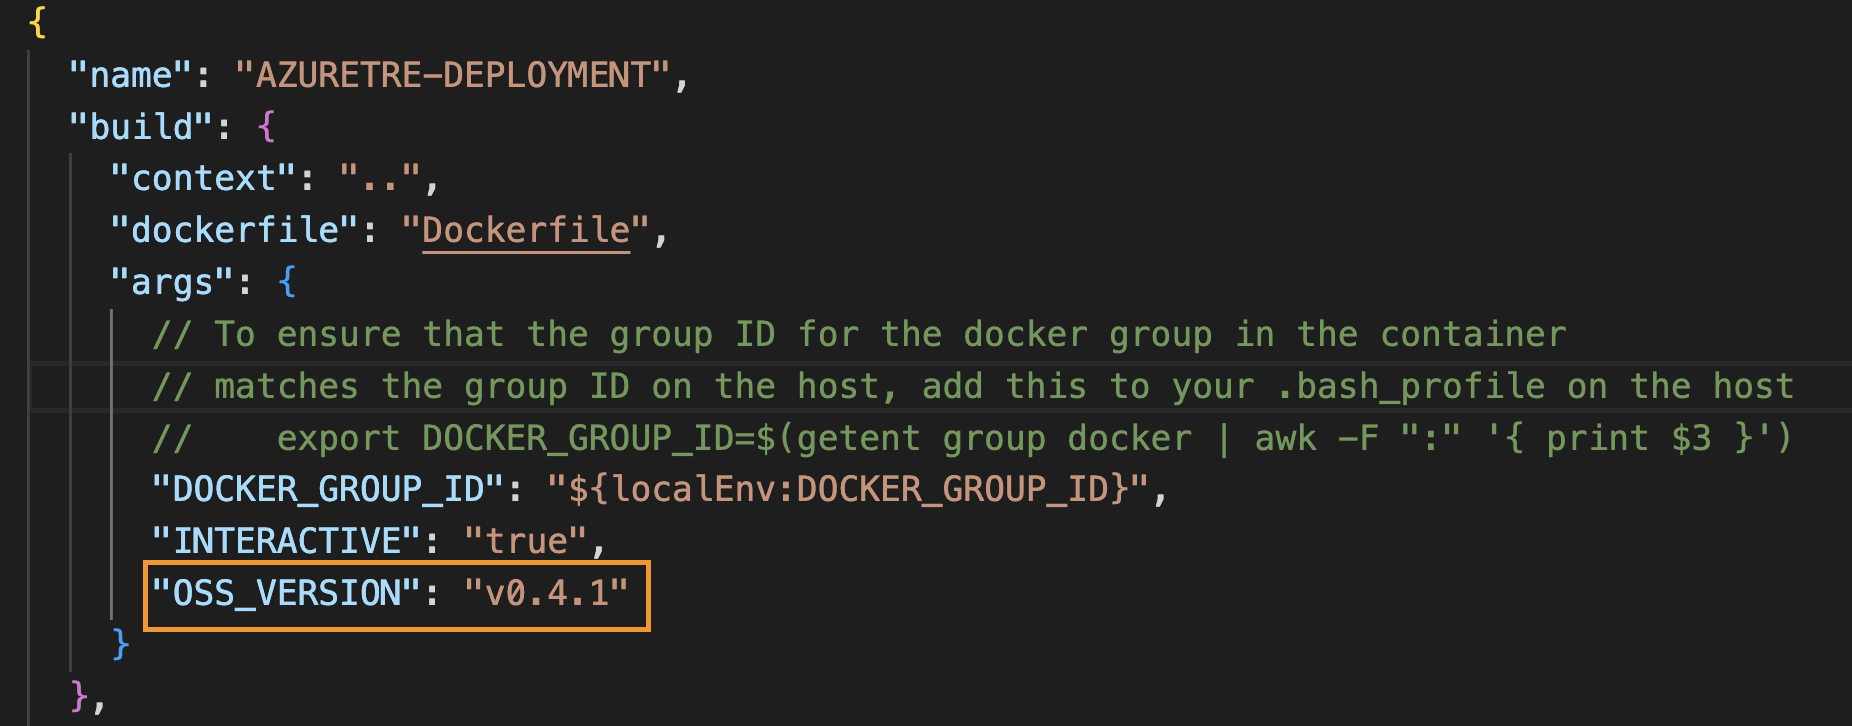 {
"name": "AZURETRE-DEPLOYMENT",
"build": {
"context": "..",
"dockerfile": "Dockerfile",
"args": {
// To ensure that the group ID for the docker group in the container
// matches the group ID on the host, add this to your .bash_profile on the host
//    export DOCKER_GROUP_ID=$(getent group docker | awk -F ":" '{ print $3 }')
"DOCKER_GROUP_ID": "${localEnv:DOCKER_GROUP_ID}",
"INTERACTIVE": "true",
"OSS_VERSION": "v0.4.1"
}
},